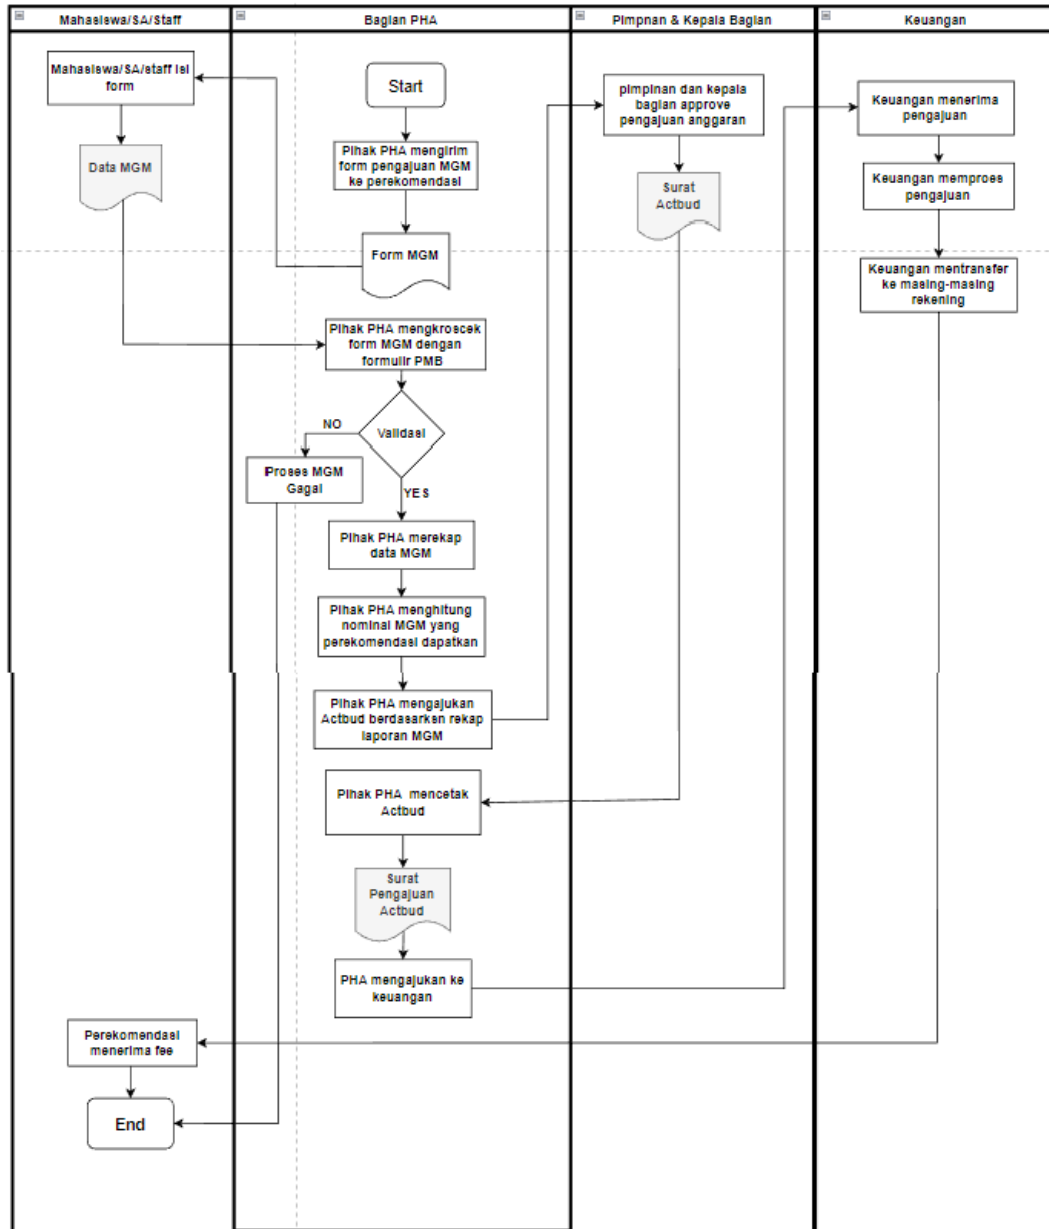 Mahasiswa/SA/Staff
Bagian PHA
Pimpnan & Kepala Bagian
Keuangan
Mahasiswa/SA/staff isi
form
Data MGM
Start
Pihak PHA mengirim
form pengajuan MGM
ke perekomendasi
Form MGM
Pihak PHA mengkroscek
form MGM dengan
formulir PMB
Validasi
NO
Proses MGM
Gagal
YES
Pihak PHA merekap
data MGM
Pihak PHA menghitung
nominal MGM yang
perekomendasi dapatkan
Pihak PHA mengajukan
Actbud berdasarken rekap
laporan MGM
pimpinan dan kepala
bagian approve
pengajuan anggaran
Surat
Actbud
Pihak PHA mencetak
Actbud
Surat
Pengajuan
Actbud
PHA mengajukan ke
keuangan
Keuangan menerima
pengajuan
Keuangan memproes
pengajuan
Keuangan mentransfer
ke masing-masing
rekening
Perekomendasi
menerima fee
End